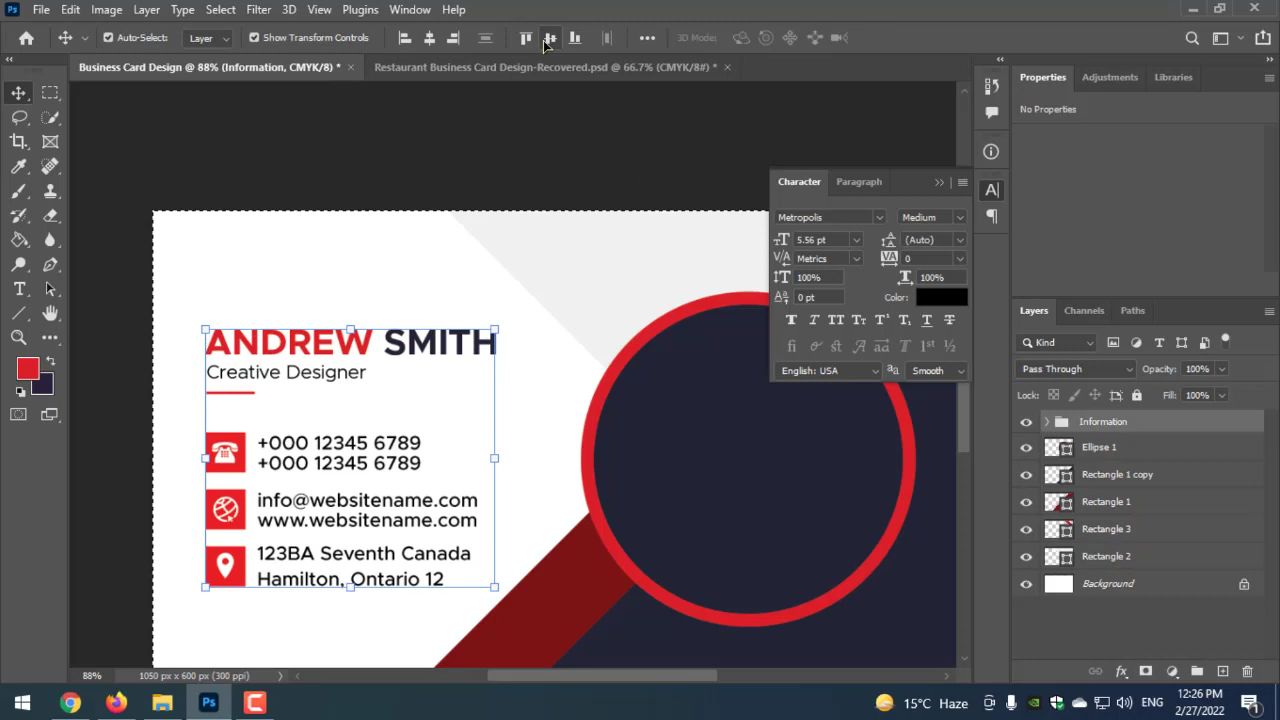 Ps File Edit Image Layer Type Select Filter 3D View Plugins Window Help
Auto-Select: Layer Show Transform Controls 3D Mode:
Business Card Design @ 88% (Information, CMYK/8) * × Restaurant Business Card Design-Recovered.psd @ 66.7% (CMYK/8#) * ×
Properties Adjustments Libraries
No Properties
Character Paragraph
Metropolis Medium
5.56 pt (Auto)
Metrics 0
100% 100%
0 pt Color:
English: USA Smooth
ANDREW SMITH
Creative Designer
+000 12345 6789
+000 12345 6789
info@websitename.com
www.websitename.com
123BA Seventh Canada
Hamilton, Ontario 12
Layers Channels Paths
Kind
Pass Through Opacity: 100%
Lock: Fill: 100%
Information
Ellipse 1
Rectangle 1 copy
Rectangle 1
Rectangle 3
Rectangle 2
Background
88% 1050 px x 600 px (300 ppi)
Ps 15°C Haze ENG 12:26 PM
2/27/2022 1